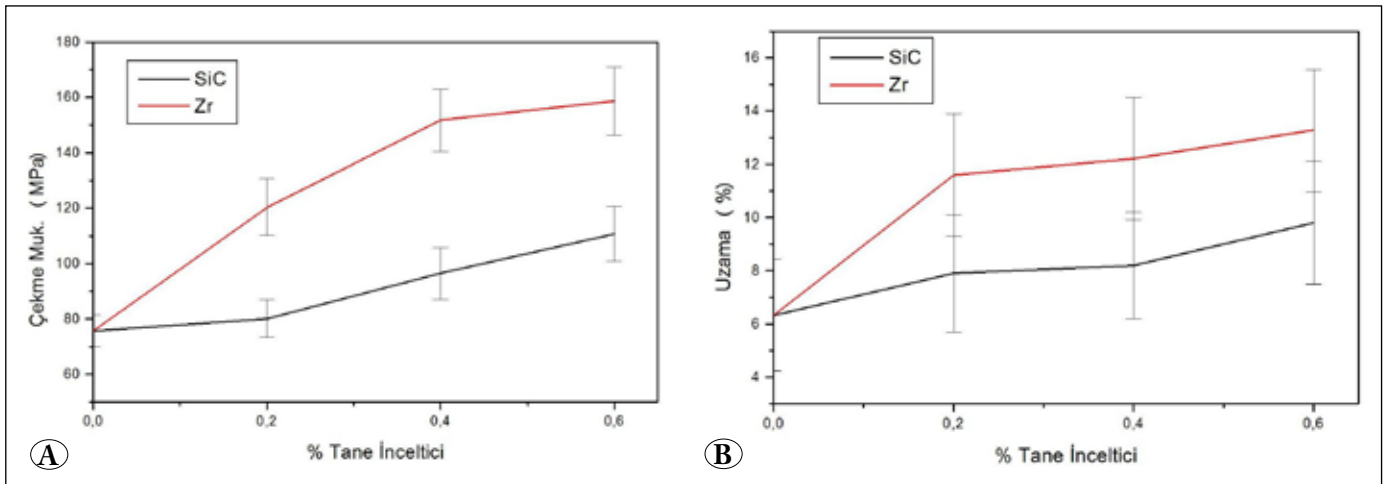 180
160
140
120
100
80
60
Çekme Muk. ( MPa)
SiC
Zr
0,0
0,2
0,4
0,6
% Tane İnceltici
A
16
14
12
10
8
6
4
Uzama ( %)
SiC
Zr
0,0
0,2
0,4
0,6
% Tane İnceltici
B